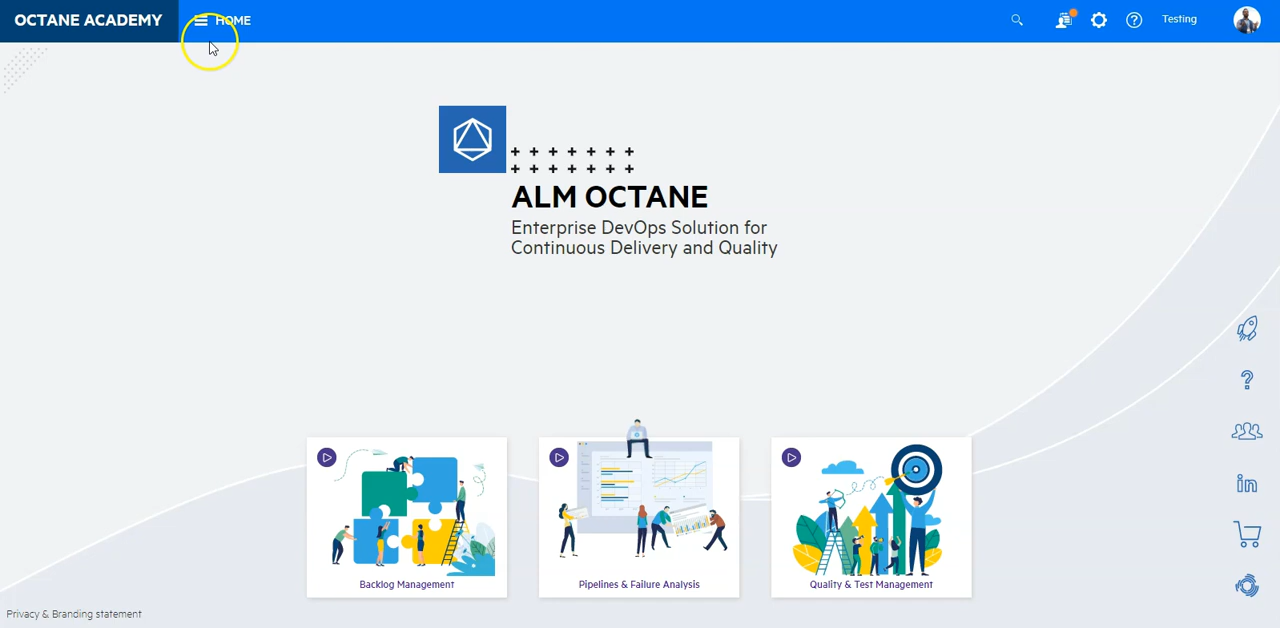 OCTANE ACADEMY
HOME
Testing
ALM OCTANE
Enterprise DevOps Solution for
Continuous Delivery and Quality
Backlog Management
Pipelines & Failure Analysis
Quality & Test Management
Privacy & Branding statement